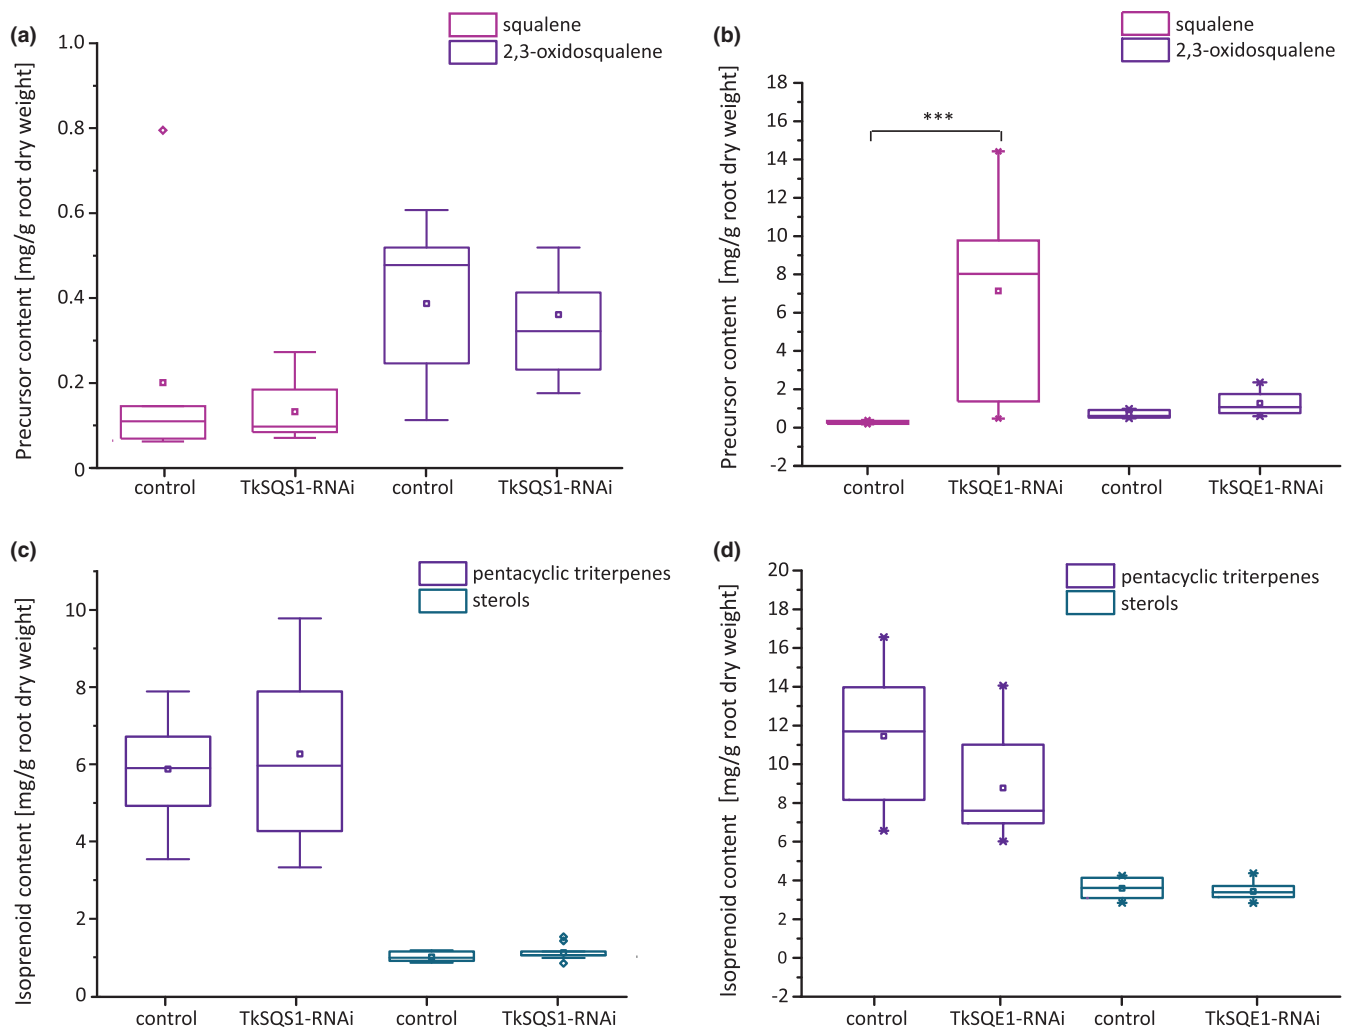 (a)
squalene
2,3-oxidosqualene
Precursor content [mg/g root dry weight]
1.0
0.8
0.6
0.4
0.2
0
control
TkSQS1-RNAi
control
TkSQS1-RNAi
(b)
squalene
2,3-oxidosqualene
Precursor content [mg/g root dry weight]
18
16
14
12
10
8
6
4
2
0
-2
***
control
TkSQE1-RNAi
control
TkSQE1-RNAi
(c)
pentacyclic triterpenes
sterols
Isoprenoid content [mg/g root dry weight]
10
8
6
4
2
0
control
TkSQS1-RNAi
control
TkSQS1-RNAi
(d)
pentacyclic triterpenes
sterols
Isoprenoid content [mg/g root dry weight]
20
18
16
14
12
10
8
6
4
2
0
-2
control
TkSQE1-RNAi
control
TkSQE1-RNAi